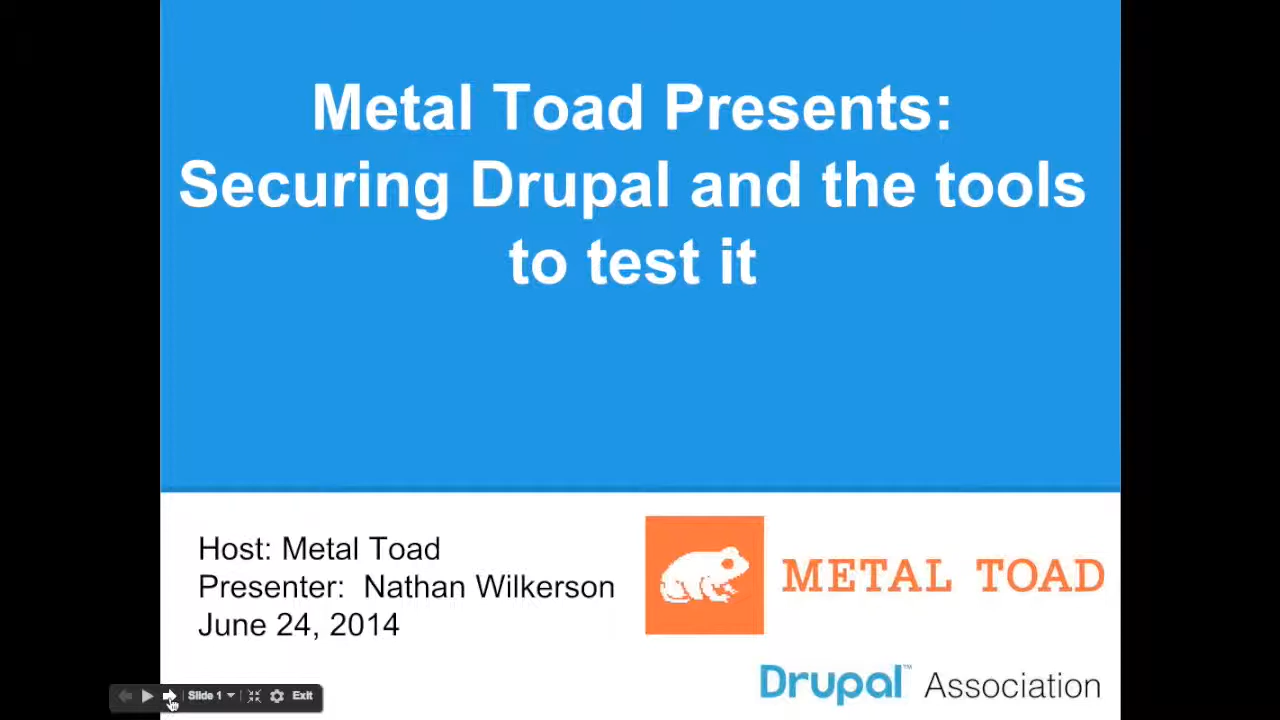 Metal Toad Presents:
Securing Drupal and the tools
to test it
Host: Metal Toad
Presenter: Nathan Wilkerson
June 24, 2014
METAL TOAD
Drupal™ Association
Slide 1
Exit